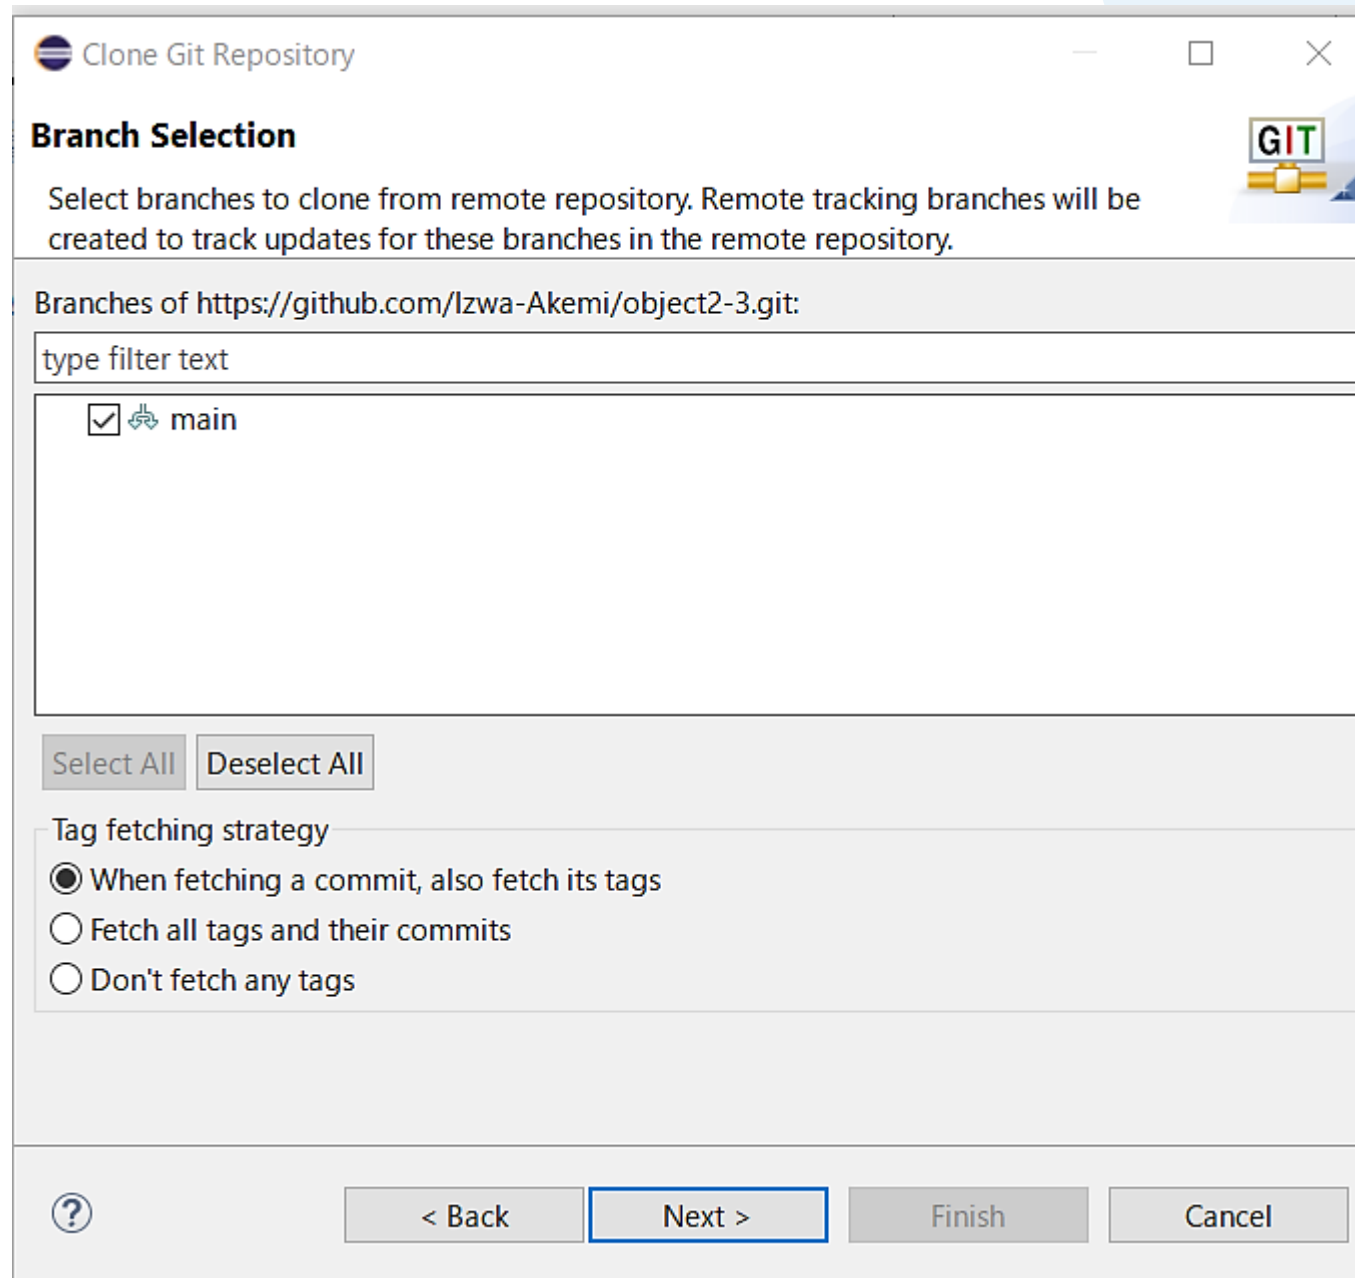 Clone Git Repository
Branch Selection
GIT
Select branches to clone from remote repository. Remote tracking branches will be
created to track updates for these branches in the remote repository.
Branches of https://github.com/Izwa-Akemi/object2-3.git:
type filter text
main
Select All Deselect All
Tag fetching strategy
When fetching a commit, also fetch its tags
Fetch all tags and their commits
Don't fetch any tags
? < Back Next > Finish Cancel